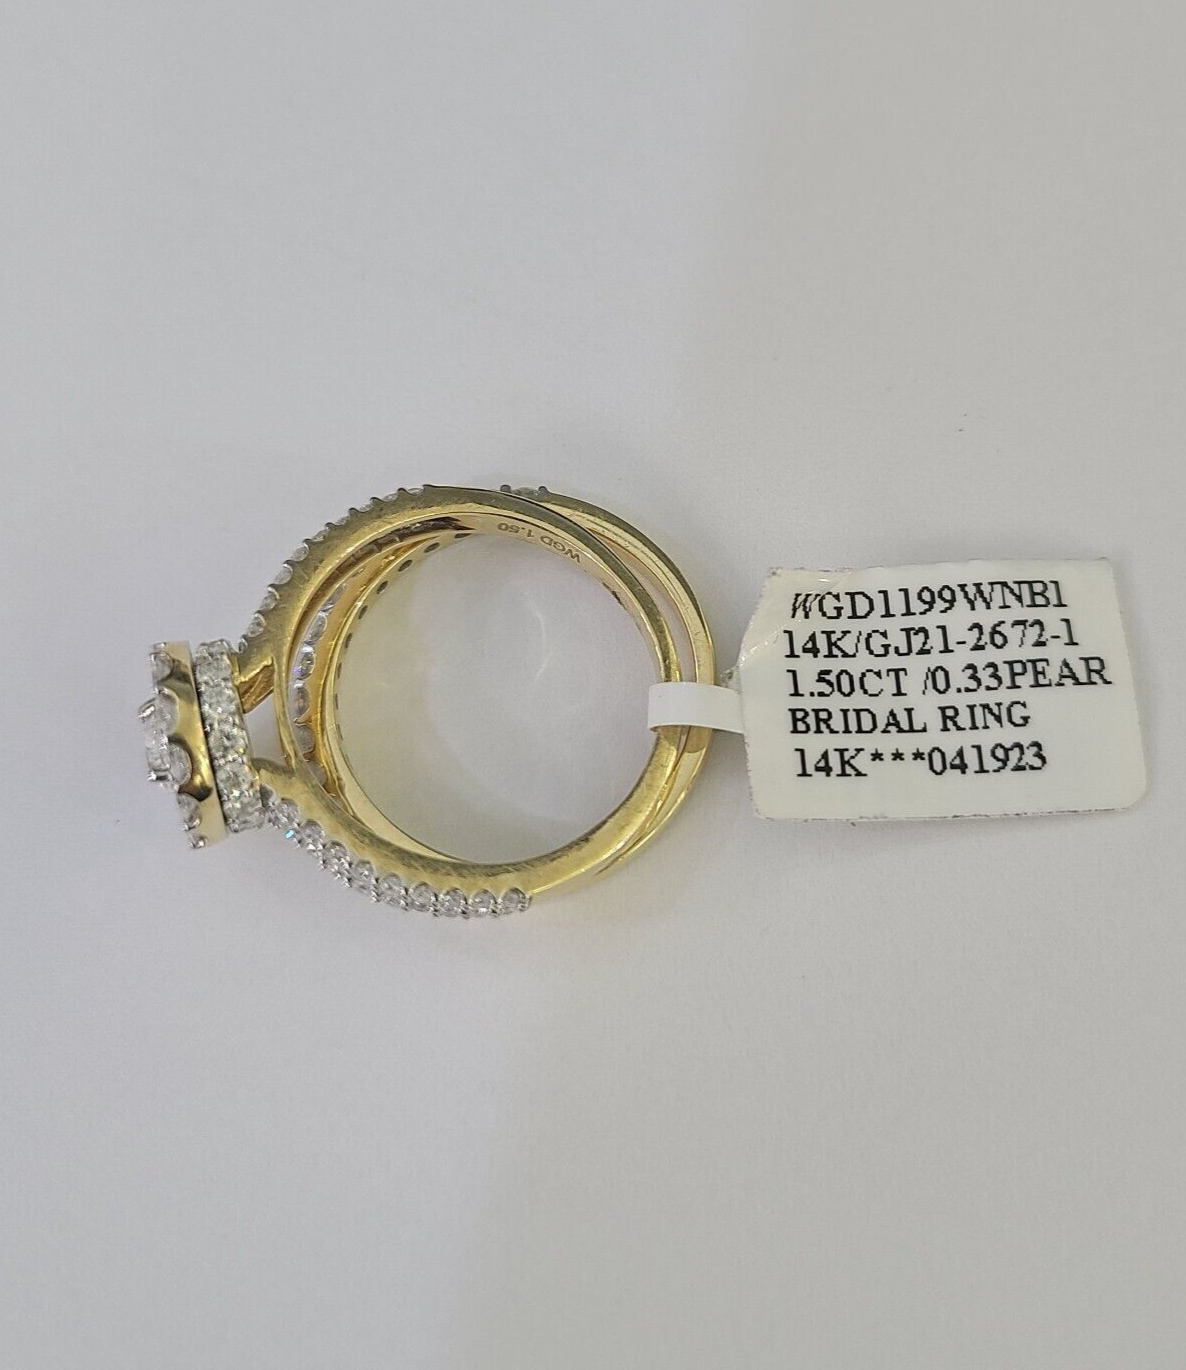 WGD 1.50
WGD1199WNB1
14K/GJ21-2672-1
1.50CT /0.33PEAR
BRIDAL RING
14K***041923